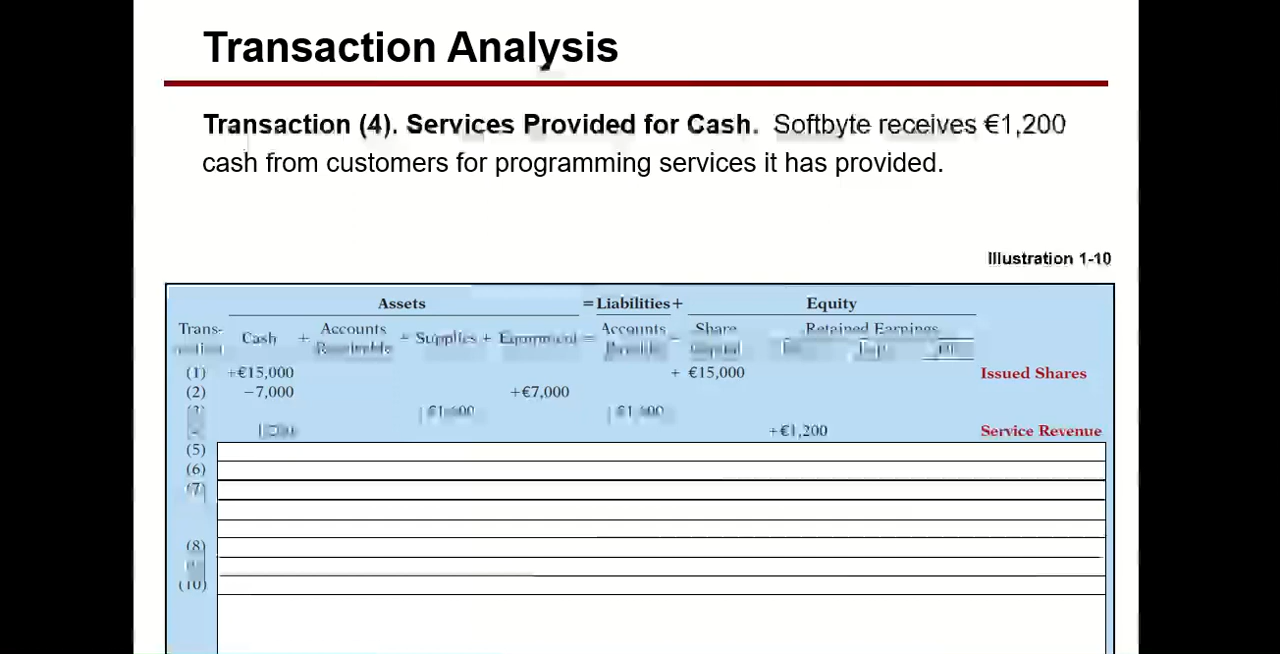 Transaction Analysis
Transaction (4). Services Provided for Cash. Softbyte receives €1,200
cash from customers for programming services it has provided.
Illustration 1-10
Assets = Liabilities + Equity
Trans- Cash + Accounts Supplies + Equipment = Accounts Share Retained Earnings
(1) +€15,000 + €15,000 Issued Shares
(2) −7,000 +€7,000
+€1,200 Service Revenue
(5)
(6)
(7)
(8)
(10)